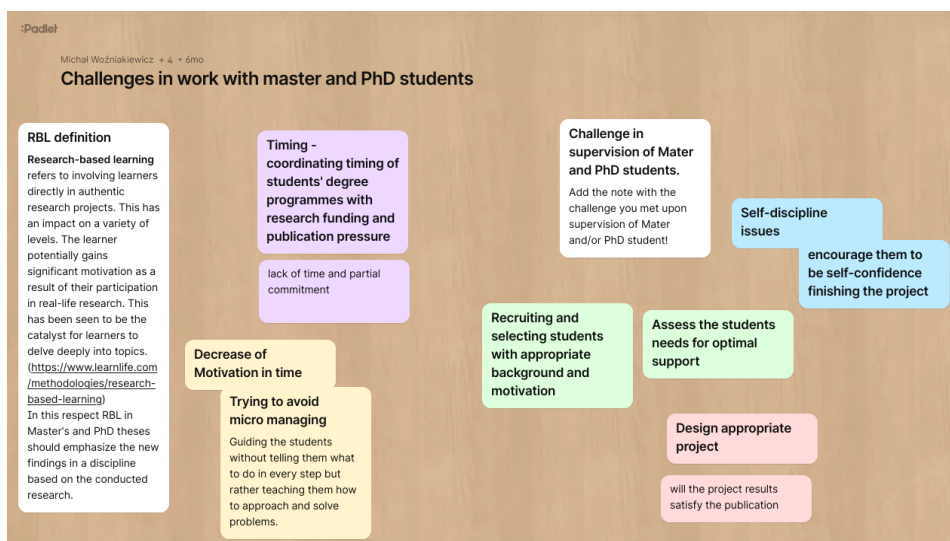 :Padlet
Michał Woźniakiewicz + 4 • 6mo
Challenges in work with master and PhD students
RBL definition
Research-based learning
refers to involving learners
directly in authentic
research projects. This has
an impact on a variety of
levels. The learner
potentially gains
significant motivation as a
result of their participation
in real-life research. This
has been seen to be the
catalyst for learners to
delve deeply into topics.
(https://www.learnlife.com
/methodologies/research-
based-learning)
In this respect RBL in
Master's and PhD theses
should emphasize the new
findings in a discipline
based on the conducted
research.
Timing -
coordinating timing of
students' degree
programmes with
research funding and
publication pressure
lack of time and partial
commitment
Decrease of
Motivation in time
Trying to avoid
micro managing
Guiding the students
without telling them what
to do in every step but
rather teaching them how
to approach and solve
problems.
Challenge in
supervision of Mater
and PhD students.
Add the note with the
challenge you met upon
supervision of Mater
and/or PhD student!
Self-discipline
issues
encourage them to
be self-confidence
finishing the project
Recruiting and
selecting students
with appropriate
background and
motivation
Assess the students
needs for optimal
support
Design appropriate
project
will the project results
satisfy the publication